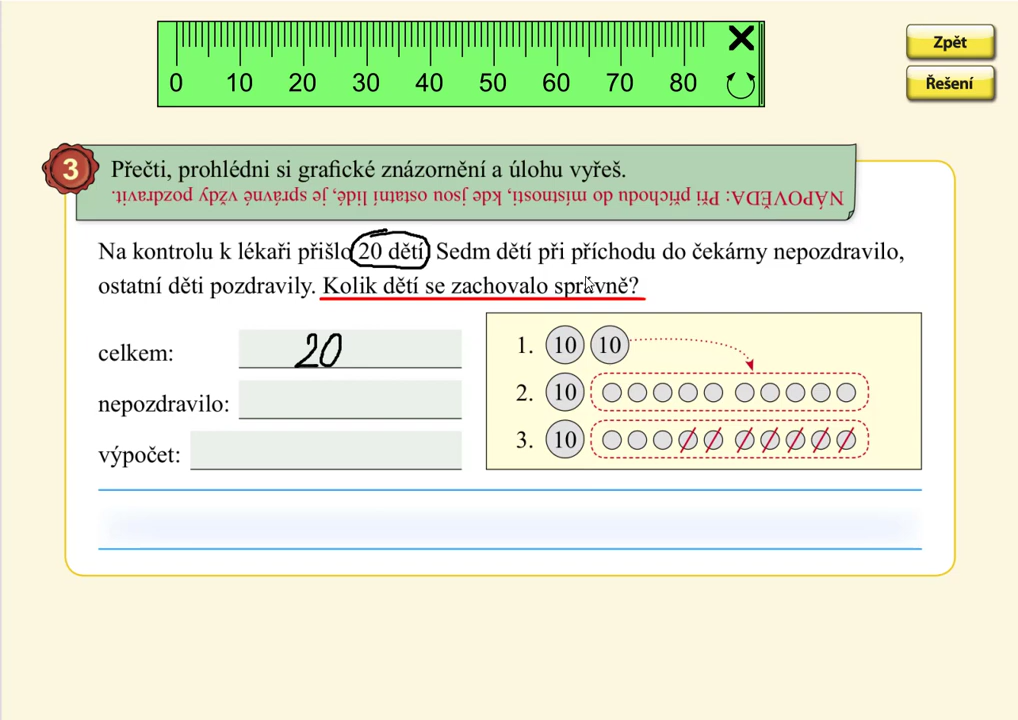 0 10 20 30 40 50 60 70 80
Zpět
Řešení
3 Přečti, prohlédni si grafické znázornění a úlohu vyřeš.
NÁPOVĚDA: Při příchodu do místnosti, kde jsou ostatní lidé, je správné vždy pozdravit.
Na kontrolu k lékaři přišlo 20 dětí. Sedm dětí při příchodu do čekárny nepozdravilo,
ostatní děti pozdravily. Kolik dětí se zachovalo správně?
celkem: 20
nepozdravilo:
výpočet:
1. 10 10
2. 10
3. 10